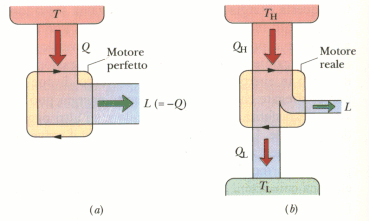 T
Q
Motore
perfetto
L (= –Q)
(a)
T_H
Q_H
Motore
reale
L
Q_L
T_L
(b)